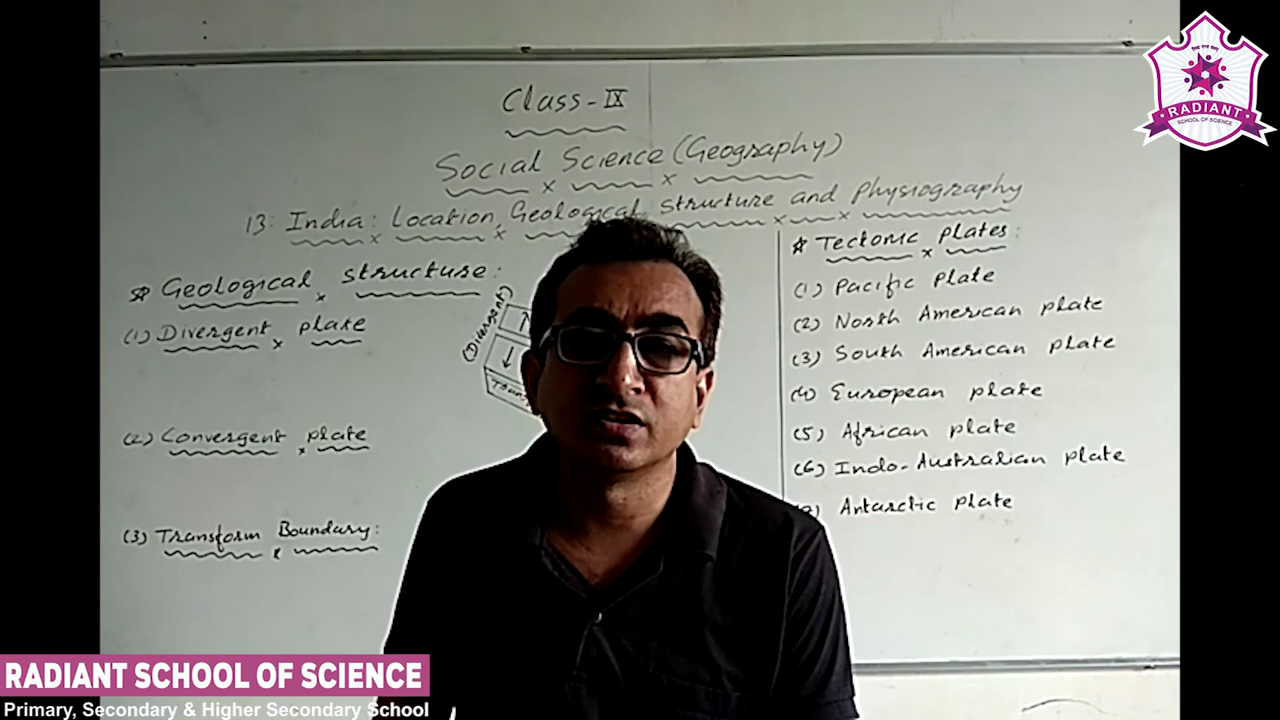 Class-IX
Social Science (Geography)
13. India: Location, Geological structure and Physiography
* Geological structure:
(1) Divergent plate
(2) Convergent plate
(3) Transform Boundary:
(Divergent)
* Tectonic plates:
(1) Pacific plate
(2) North American plate
(3) South American plate
(4) European plate
(5) African plate
(6) Indo-Australian plate
Antarctic plate
RADIANT
SCHOOL OF SCIENCE
RADIANT SCHOOL OF SCIENCE
Primary, Secondary & Higher Secondary School